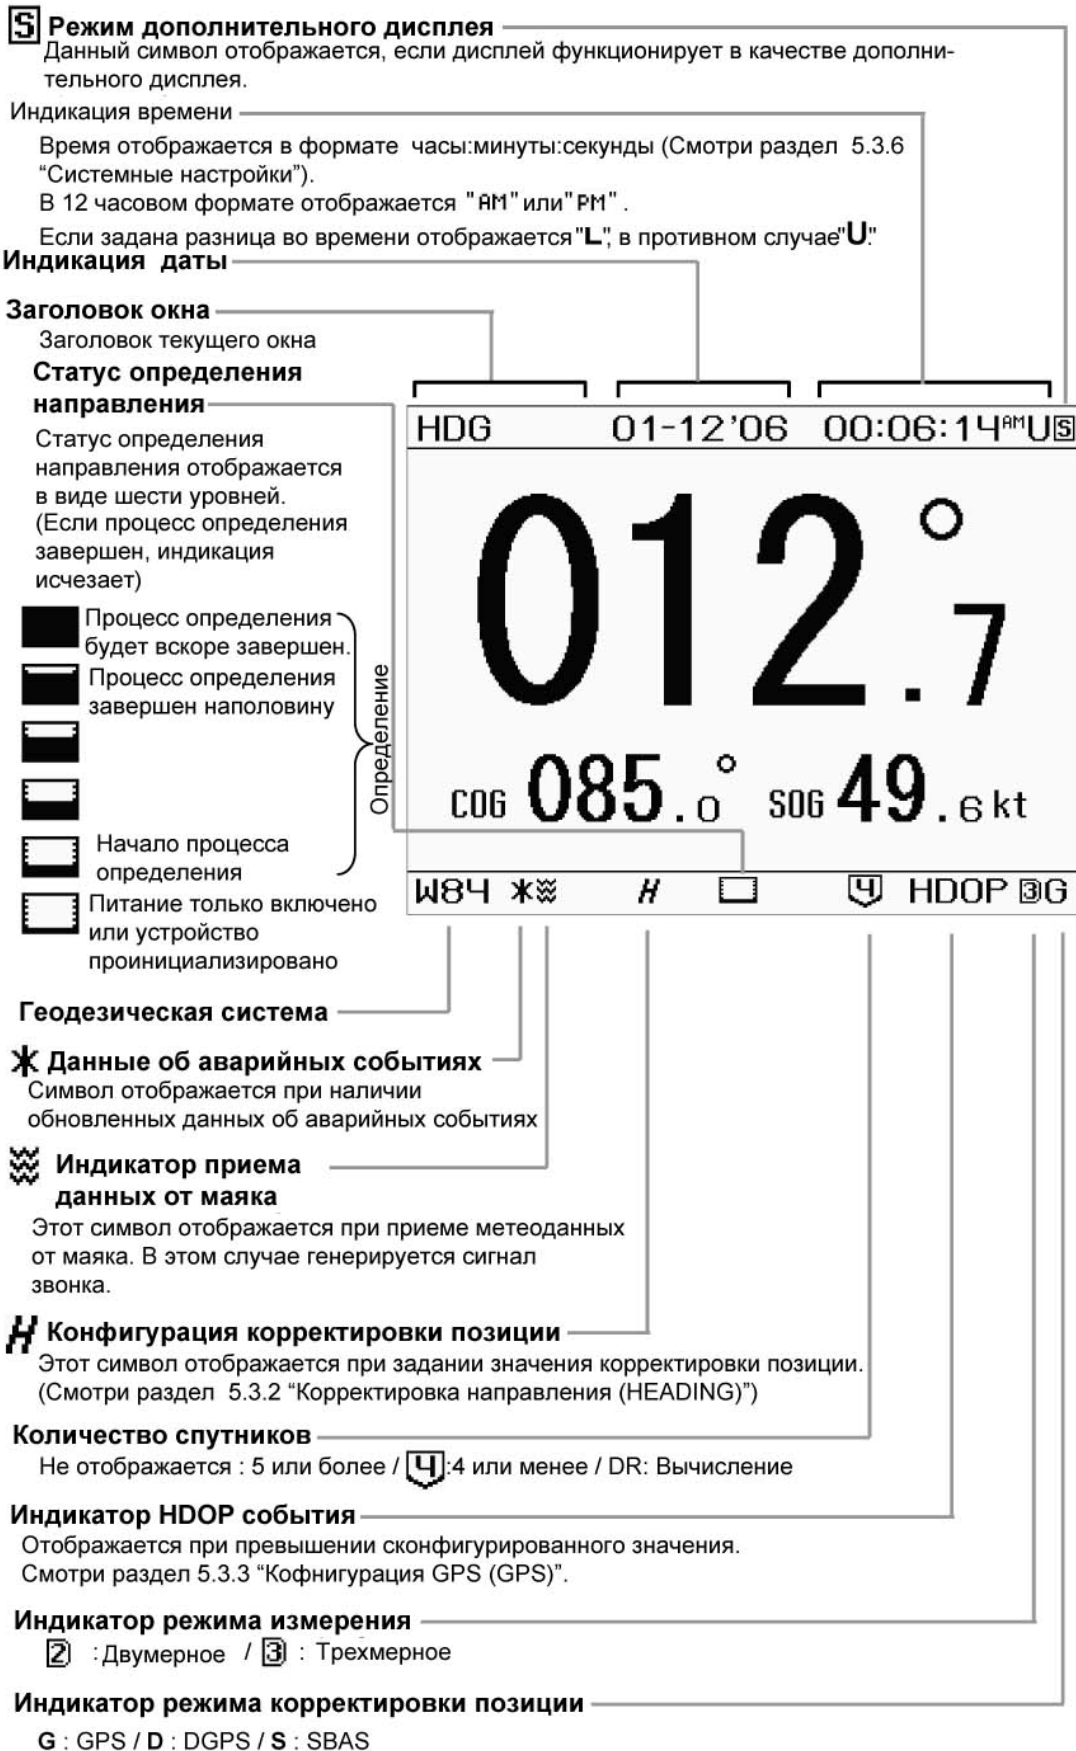 S Режим дополнительного дисплея
Данный символ отображается, если дисплей функционирует в качестве дополни-
тельного дисплея.
Индикация времени
Время отображается в формате часы:минуты:секунды (Смотри раздел 5.3.6
“Системные настройки”).
В 12 часовом формате отображается "AM" или "PM" .
Если задана разница во времени отображается "L", в противном случае "U"."
Индикация даты
Заголовок окна
Заголовок текущего окна
Статус определения
направления
Статус определения
направления отображается
в виде шести уровней.
(Если процесс определения
завершен, индикация
исчезает)
Процесс определения
будет вскоре завершен.
Процесс определения
завершен наполовину
Начало процесса
определения
Питание только включено
или устройство
проинициализировано
Определение
HDG 01-12'06 00:06:14 AM U S
012.7°
COG 085.0° SOG 49.6 kt
W84 H 4 HDOP 3 G
Геодезическая система
Данные об аварийных событиях
Символ отображается при наличии
обновленных данных об аварийных событиях
Индикатор приема
данных от маяка
Этот символ отображается при приеме метеоданных
от маяка. В этом случае генерируется сигнал
звонка.
H Конфигурация корректировки позиции
Этот символ отображается при задании значения корректировки позиции.
(Смотри раздел 5.3.2 “Корректировка направления (HEADING)”)
Количество спутников
Не отображается : 5 или более / 4 :4 или менее / DR: Вычисление
Индикатор HDOP события
Отображается при превышении сконфигурированного значения.
Смотри раздел 5.3.3 “Кофнигурация GPS (GPS)”.
Индикатор режима измерения
2 : Двумерное / 3 : Трехмерное
Индикатор режима корректировки позиции
G : GPS / D : DGPS / S : SBAS